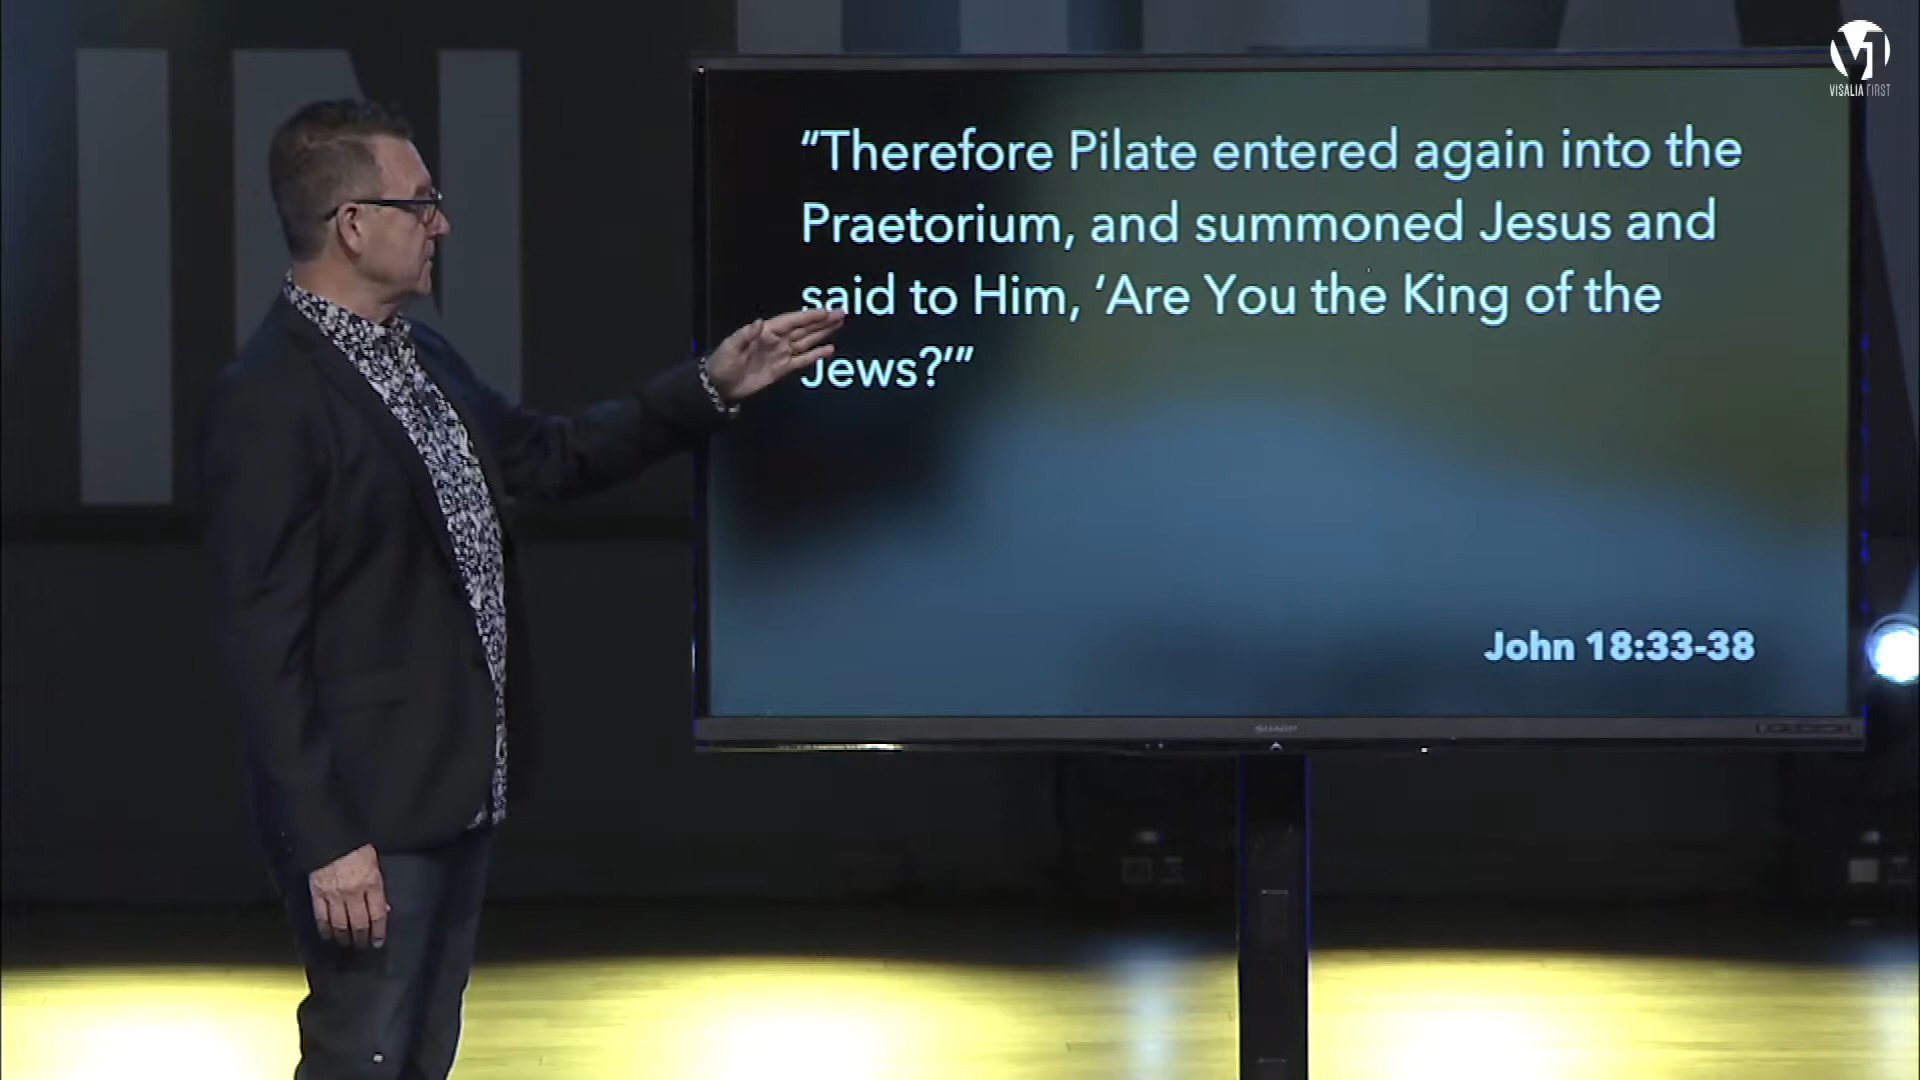 IN
VISALIA FIRST
“Therefore Pilate entered again into the
Praetorium, and summoned Jesus and
said to Him, ‘Are You the King of the
Jews?’”
John 18:33-38
SHARP